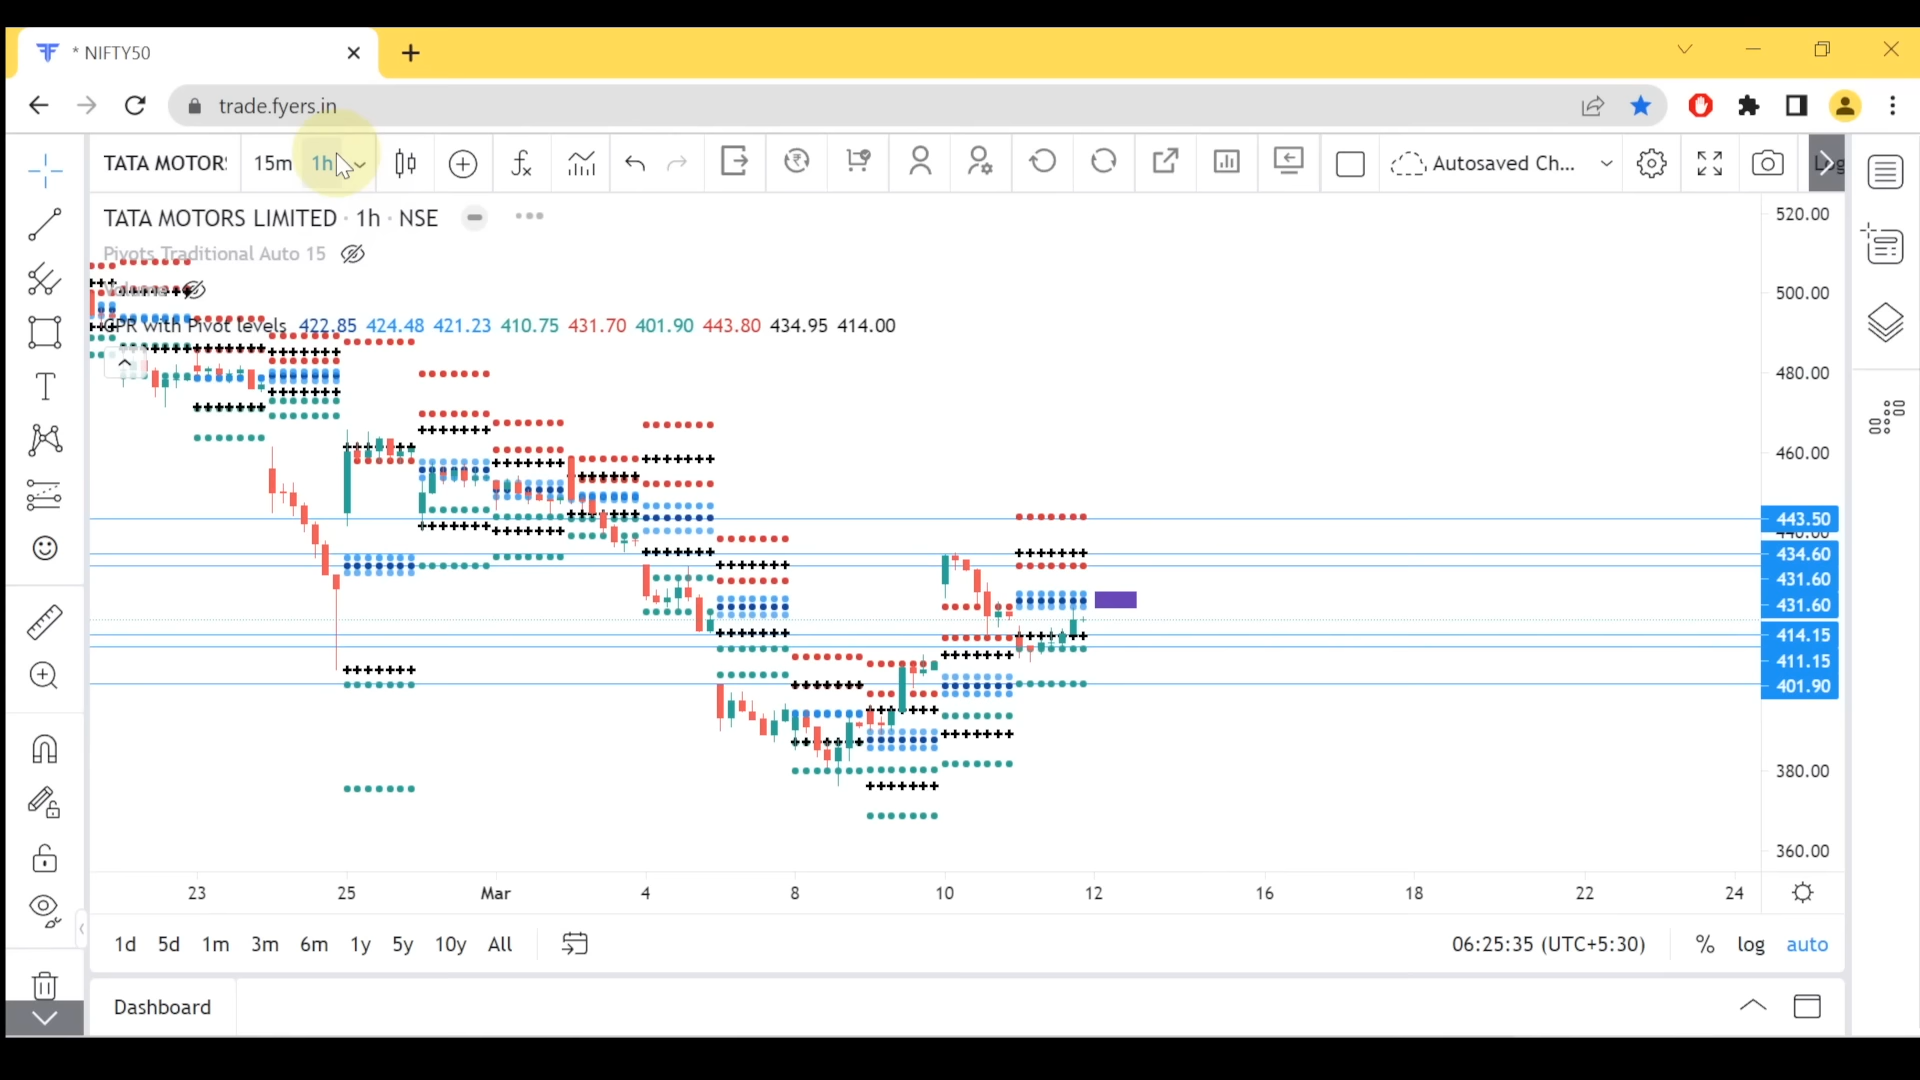 * NIFTY50
trade.fyers.in
TATA MOTOR: 15m 1h Autosaved Ch... Log
TATA MOTORS LIMITED · 1h · NSE
Pivots Traditional Auto 15
Volume
CPR with Pivot levels 422.85 424.48 421.23 410.75 431.70 401.90 443.80 434.95 414.00
520.00
500.00
480.00
460.00
443.50
440.00
434.60
431.60
431.60
414.15
411.15
401.90
380.00
360.00
23 25 Mar 4 8 10 12 16 18 22 24
1d 5d 1m 3m 6m 1y 5y 10y All 06:25:35 (UTC+5:30) % log auto
Dashboard